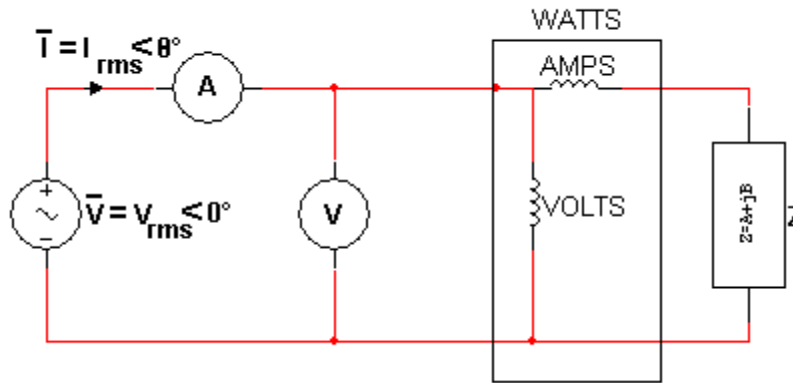 WATTS
I̅ = I rms < θ°
AMPS
A
V̅ = V rms < 0°
+
−
V
VOLTS
Z=A+jB
Z